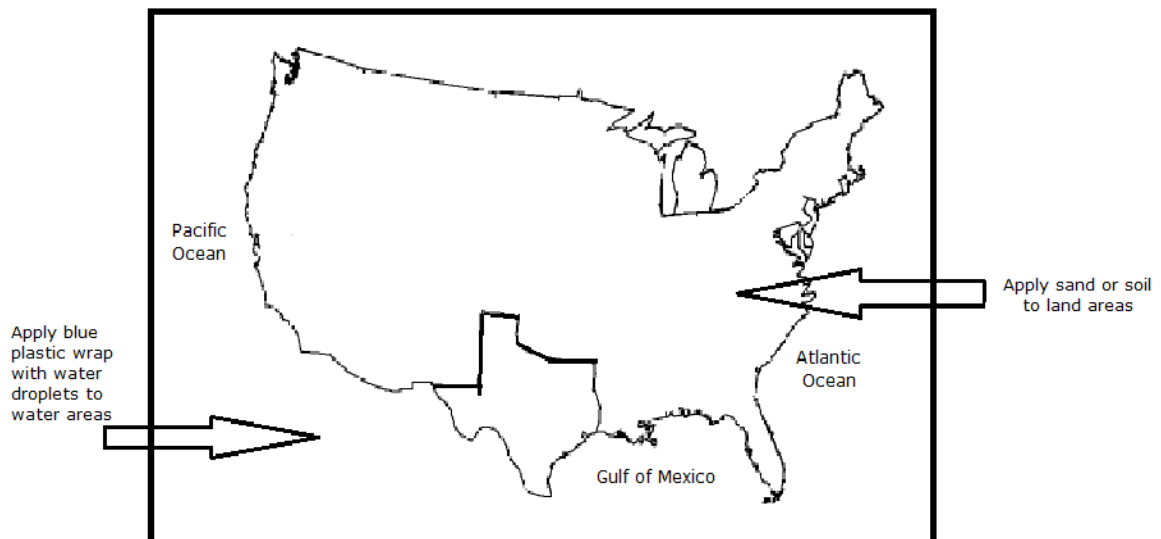 Pacific
Ocean
Apply sand or soil
to land areas
Apply blue
plastic wrap
with water
droplets to
water areas
Atlantic
Ocean
Gulf of Mexico